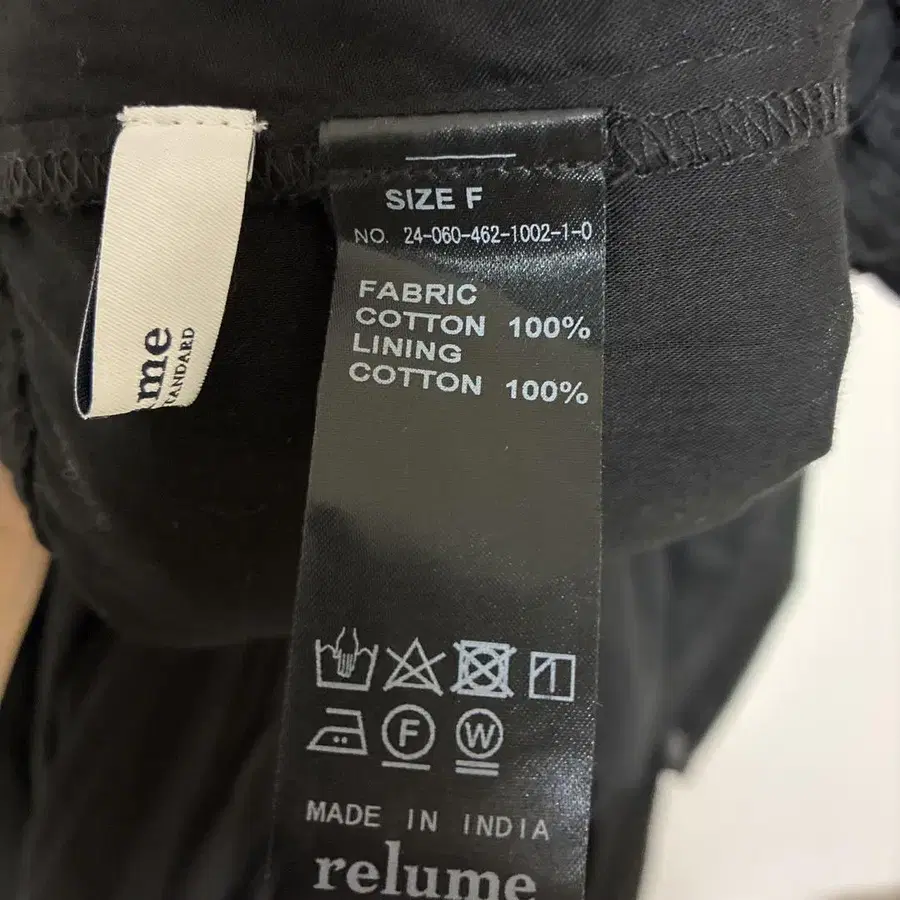 SIZE F
NO. 24-060-462-1002-1-0
FABRIC
COTTON 100%
LINING
COTTON 100%
F
W
MADE IN INDIA
relume
me